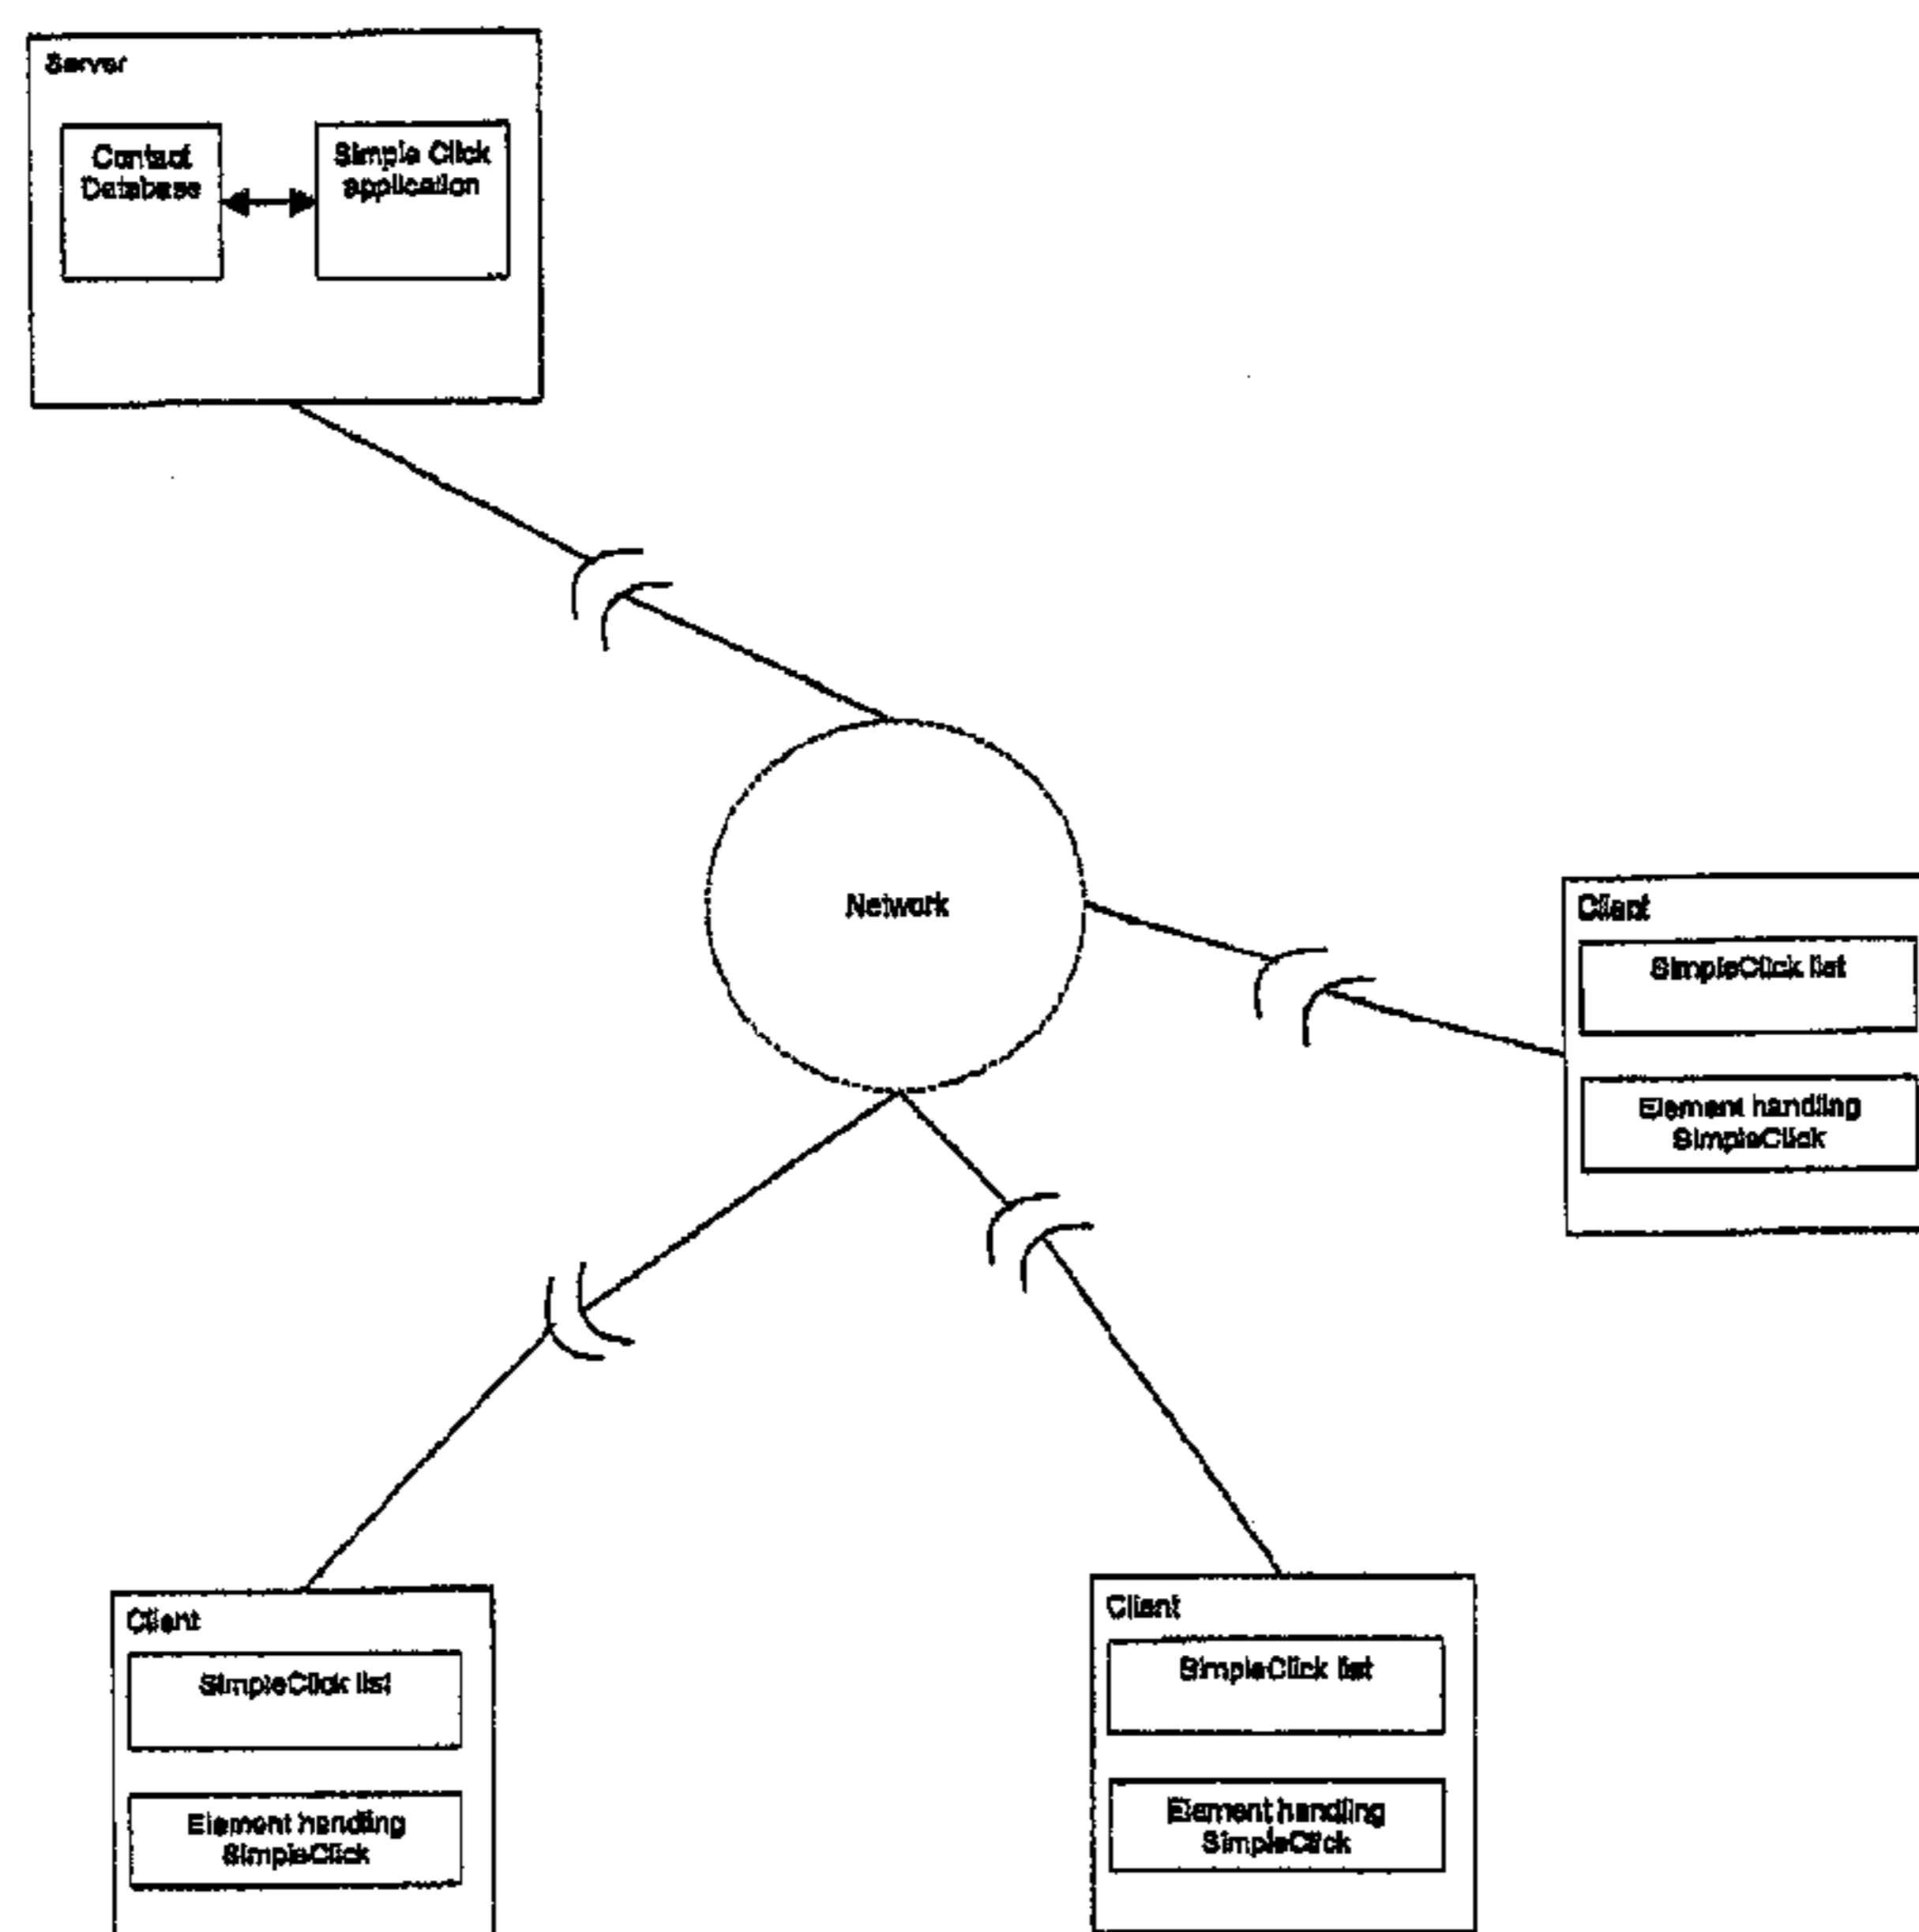 Server
Contact
Database
Simple Click
application
Network
Client
SimpleClick list
Element handling
SimpleClick
Client
SimpleClick list
Element handling
SimpleClick
Client
SimpleClick list
Element handling
SimpleClick